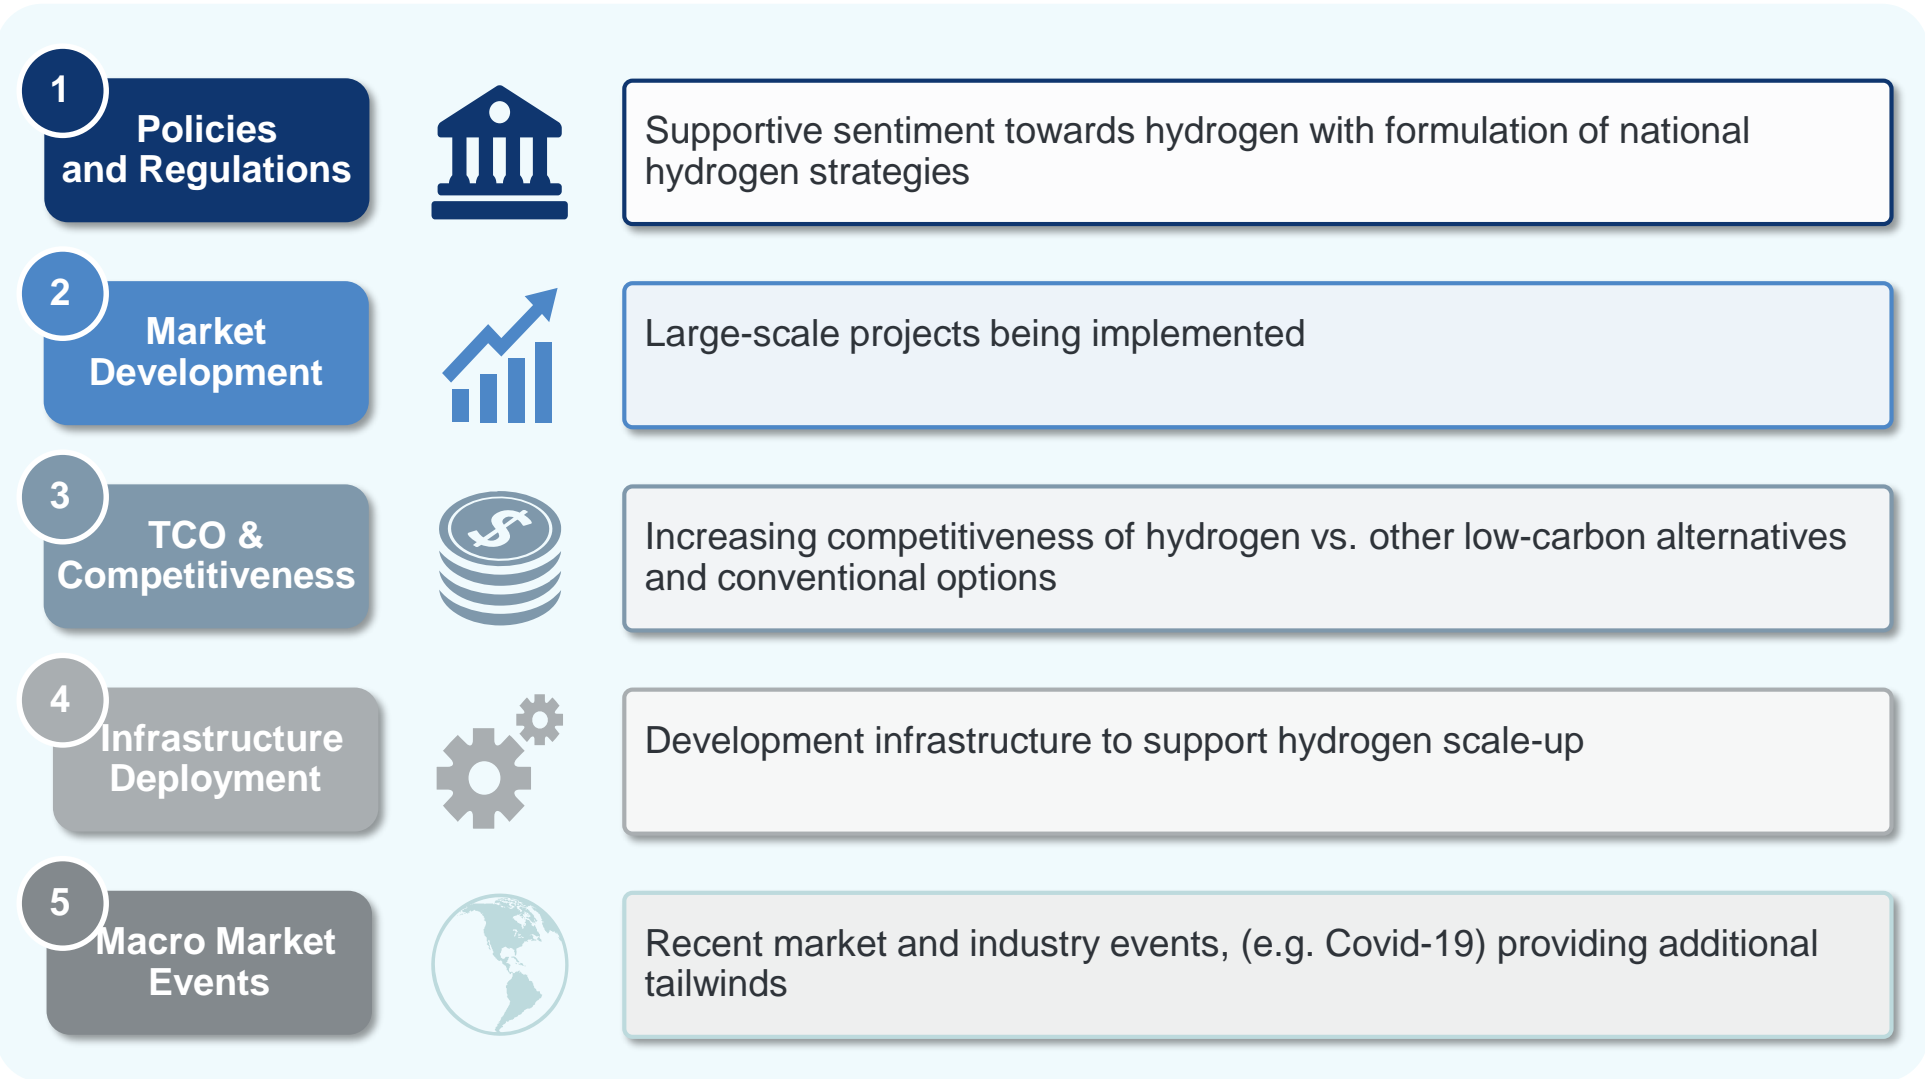 1
Policies
and Regulations
Supportive sentiment towards hydrogen with formulation of national
hydrogen strategies
2
Market
Development
Large-scale projects being implemented
3
TCO &
Competitiveness
$
Increasing competitiveness of hydrogen vs. other low-carbon alternatives
and conventional options
4
Infrastructure
Deployment
Development infrastructure to support hydrogen scale-up
5
Macro Market
Events
Recent market and industry events, (e.g. Covid-19) providing additional
tailwinds